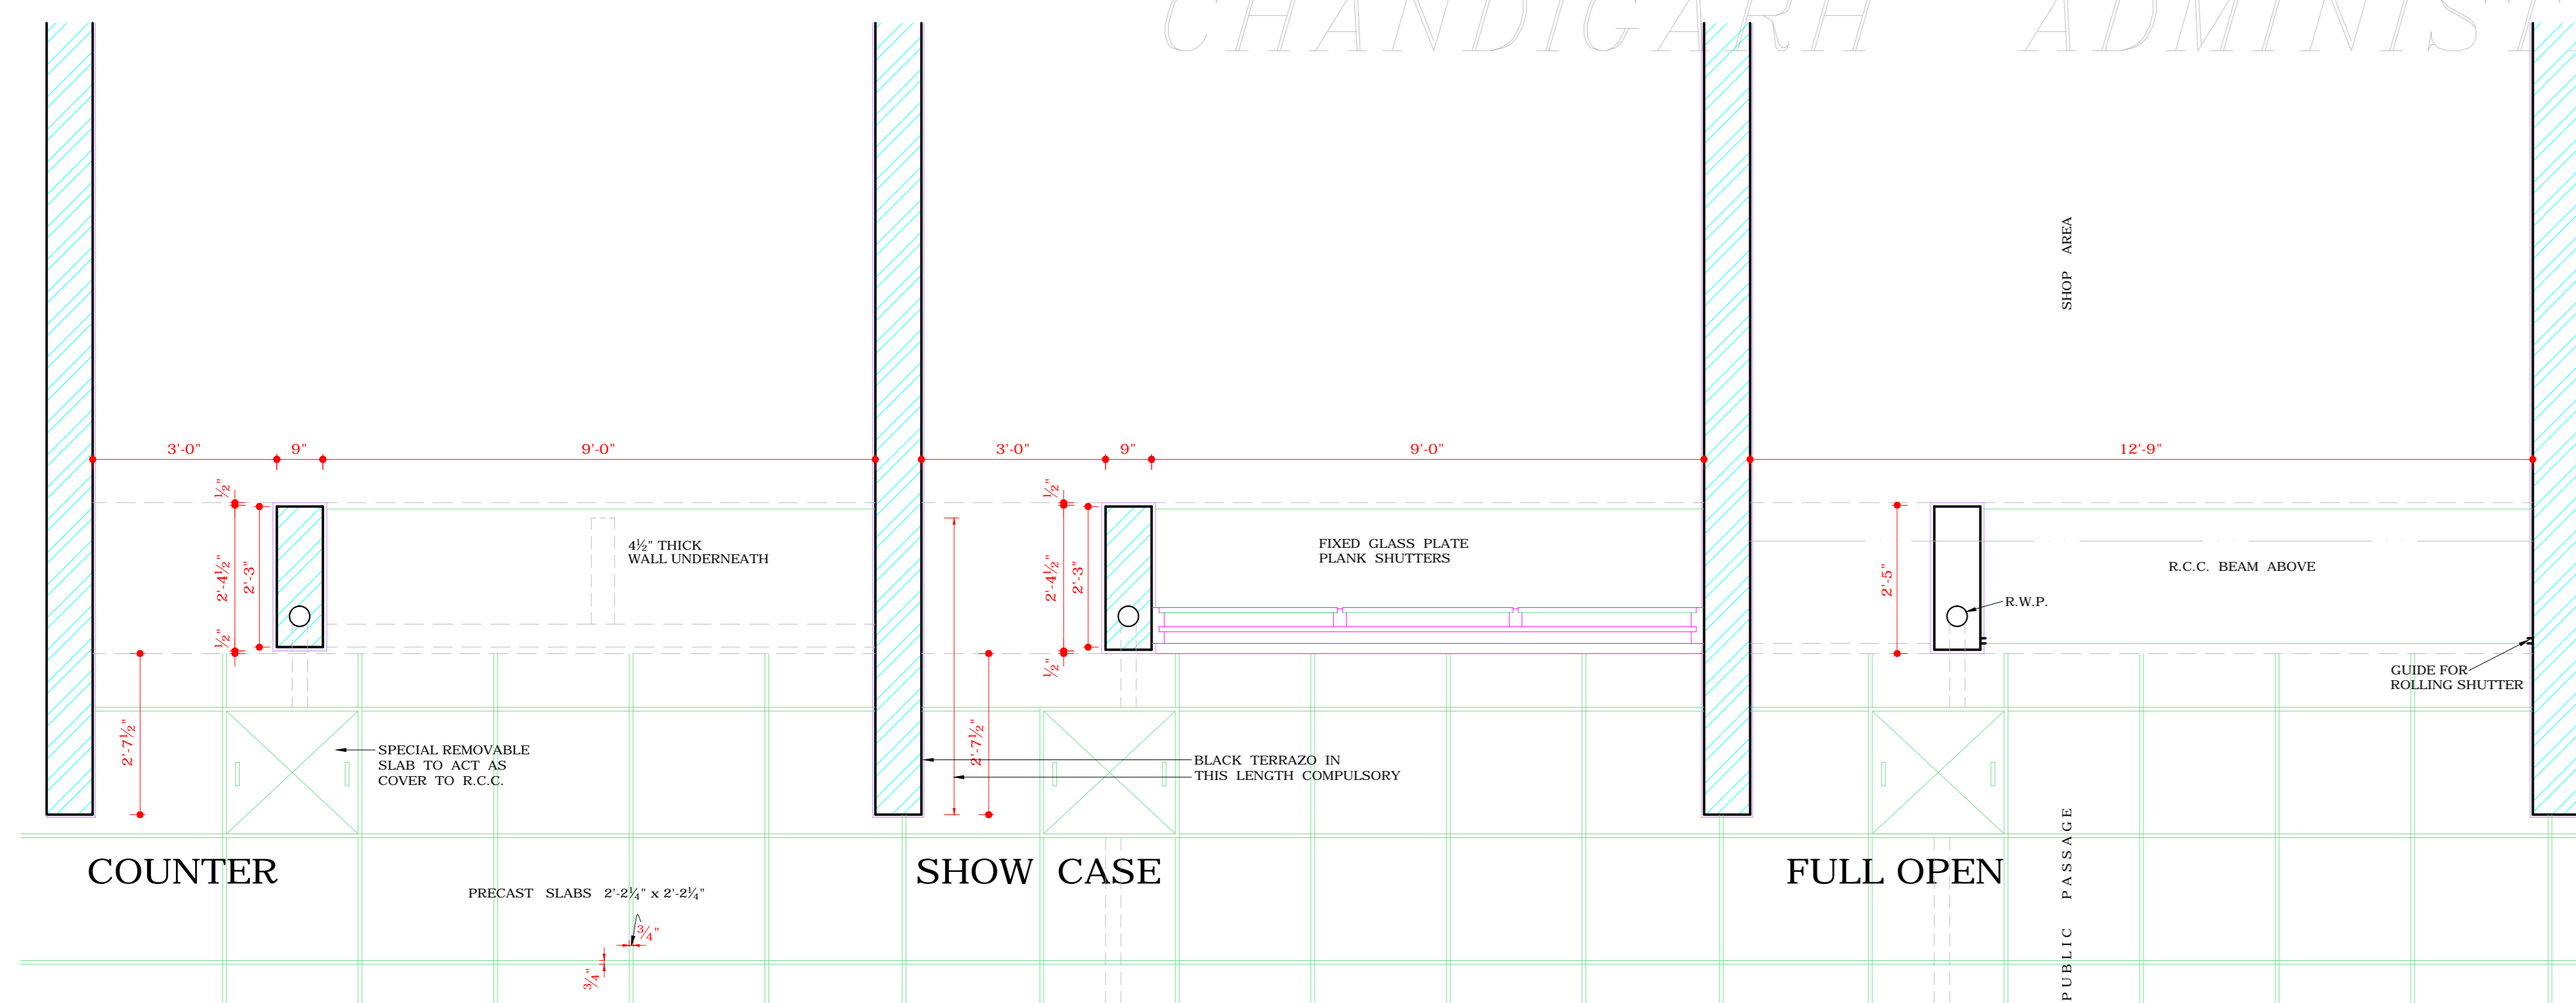 CHANDIGARH ADMINIST
SHOP AREA
3'-0" 9" 9'-0" 3'-0" 9" 9'-0" 12'-9"
½" ½"
4½" THICK
WALL UNDERNEATH
FIXED GLASS PLATE
PLANK SHUTTERS
R.C.C. BEAM ABOVE
2'-4½" 2'-3" 2'-4½" 2'-3" 2'-5"
R.W.P.
½" ½"
GUIDE FOR
ROLLING SHUTTER
2'-7½" 2'-7½"
SPECIAL REMOVABLE
SLAB TO ACT AS
COVER TO R.C.C.
BLACK TERRAZO IN
THIS LENGTH COMPULSORY
COUNTER SHOW CASE FULL OPEN
PUBLIC PASSAGE
PRECAST SLABS 2'-2¼" x 2'-2¼"
¾"
¾"